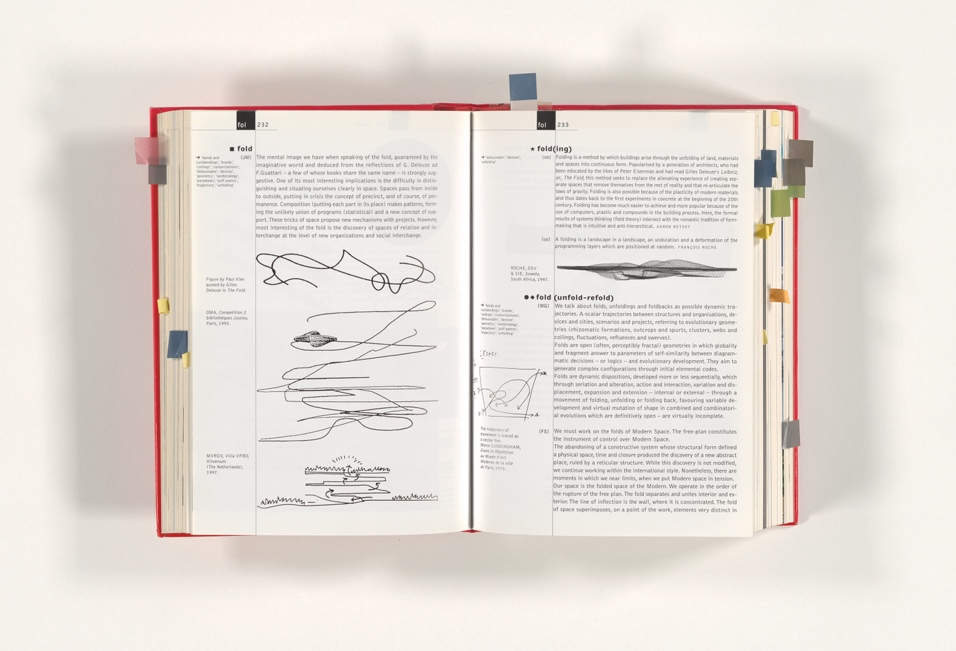 fol 232
■ fold
(JM) The mental image we have when speaking of the fold, guaranteed by the
imaginative world and deduced from the reflections of G. Deleuze ad
F.Guattari – a few of whose books share the same name – is strongly sug-
gestive. One of its most interesting implications is the difficulty in distin-
guishing and situating ourselves clearly in space. Spaces pass from inside
to outside, putting in crisis the concept of precinct, and of course, of per-
manence. Composition (putting each part in its place) makes patterns, form-
ing the unlikely union of programs (statistical) and a new concept of sup-
port. These tricks of space propose new mechanisms with projects. However,
most interesting of the fold is the discovery of spaces of relation and in-
terchange at the level of new organizations and social interchange.
Figure by Paul Klee
quoted by Gilles
Deleuze in The Fold.
OMA, Competition 2
bibliothèques Jussieu,
Paris, 1993.
MVRDV, Villa VPRO,
Hilversum
(The Netherlands),
1997.
fol 233
★ fold(ing)
Folding is a method by which buildings arise through the unfolding of land, materials
and spaces into continuous form. Popularised by a generation of architects, who had
been educated by the likes of Peter Eisenman and had read Gilles Deleuze's Leibniz,
or, The Fold, this method seeks to replace the alienating experience of creating sep-
arate spaces that remove themselves from the rest of reality and that re-articulate the
laws of gravity. Folding is also possible because of the plasticity of modern materials
and thus dates back to the first experiments in concrete at the beginning of the 20th
century. Folding has become much easier to achieve and more popular because of the
use of computers, plastic and compounds in the building process. Here, the formal
results of systems thinking (field theory) intersect with the romantic tradition of form-
making that is intuitive and anti-hierarchical. AARON BETSKY
A folding is a landscape in a landscape, an undulation and a deformation of the
programming layers which are positioned at random. FRANÇOIS ROCHE
ROCHE, DSV
& SIE, Soweto,
South Africa, 1997.
●✦ fold (unfold-refold)
(MG) We talk about folds, unfoldings and foldbacks as possible dynamic tra-
jectories. A-scalar trajectories between structures and organisations, de-
vices and cities, scenarios and projects, referring to evolutionary geome-
tries (rhizomatic formations, outcrops and spurts, clusters, webs and
coilings, fluctuations, refluences and swerves).
Folds are open (often, perceptibly fractal) geometries in which globality
and fragment answer to parameters of self-similarity between diagram-
matic decisions – or logics – and evolutionary development. They aim to
generate complex configurations through initial elemental codes.
Folds are dynamic dispositions, developed more or less sequentially, which
through seriation and alteration, action and interaction, variation and dis-
placement, expansion and extension – internal or external – through a
movement of folding, unfolding or folding back, favouring variable de-
velopment and virtual mutation of shape in combined and combinatori-
al evolutions which are definitively open – are virtually incomplete.
The trajectory of
movement is traced as
a vector too.
Merce CUNNINGHAM,
(FS) We must work on the folds of Modern Space. The free-plan constitutes
the instrument of control over Modern Space.
The abandoning of a constructive system whose structural form defined
a physical space, time and closure produced the discovery of a new abstract
place, ruled by a reticular structure. While this discovery is not modified,
we continue working within the international style. Nonetheless, there are
moments in which we near limits, when we put Modern space in tension.
Our space is the folded space of the Modern. We operate in the order of
the rupture of the free plan. The fold separates and unites interior and ex-
terior. The line of inflection is the wall, where it is concentrated. The fold
of space superimposes, on a point of the work, elements very distinct in